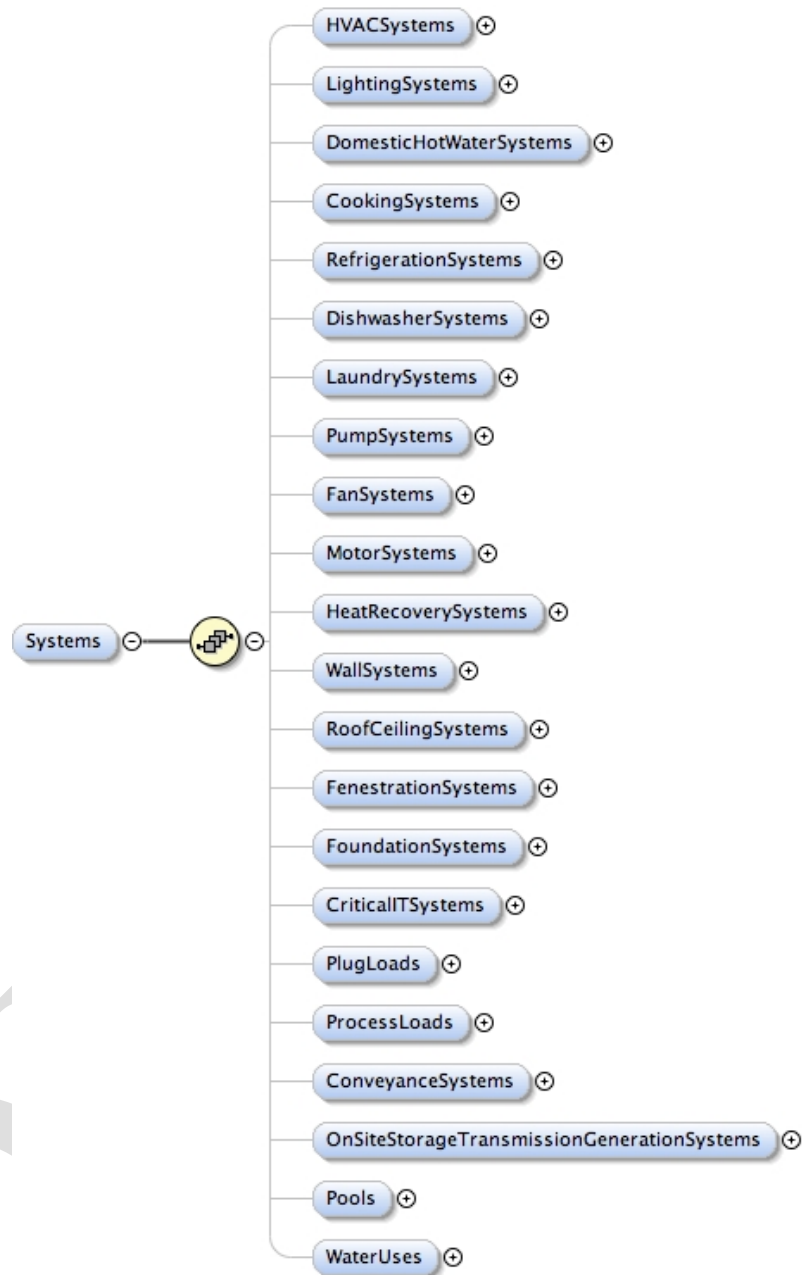 HVACSystems
LightingSystems
DomesticHotWaterSystems
CookingSystems
RefrigerationSystems
DishwasherSystems
LaundrySystems
PumpSystems
FanSystems
MotorSystems
HeatRecoverySystems
Systems
WallSystems
RoofCeilingSystems
FenestrationSystems
FoundationSystems
CriticalITSystems
PlugLoads
ProcessLoads
ConveyanceSystems
OnSiteStorageTransmissionGenerationSystems
Pools
WaterUses